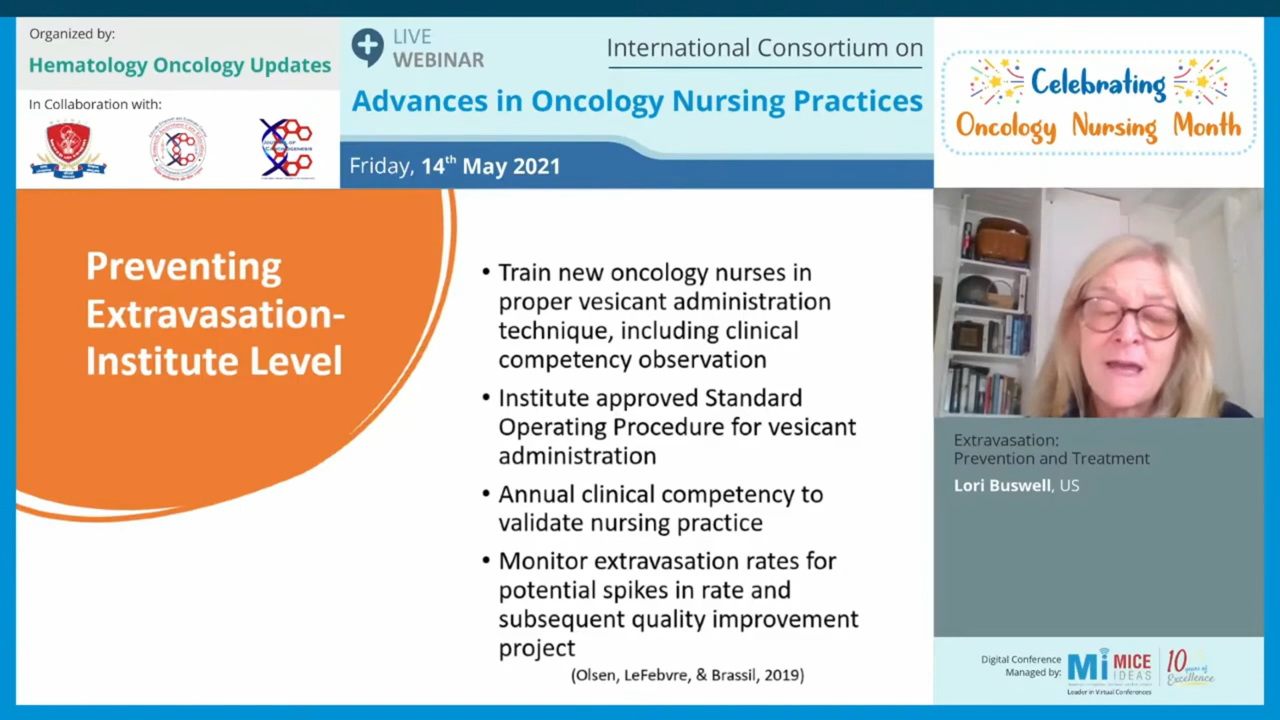 Organized by:
Hematology Oncology Updates
In Collaboration with:
LIVE
WEBINAR
International Consortium on
Advances in Oncology Nursing Practices
Friday, 14th May 2021
Celebrating
Oncology Nursing Month
Preventing
Extravasation-
Institute Level
• Train new oncology nurses in
proper vesicant administration
technique, including clinical
competency observation
• Institute approved Standard
Operating Procedure for vesicant
administration
• Annual clinical competency to
validate nursing practice
• Monitor extravasation rates for
potential spikes in rate and
subsequent quality improvement
project
(Olsen, LeFebvre, & Brassil, 2019)
Extravasation:
Prevention and Treatment
Lori Buswell, US
Digital Conference
Managed by:
Mi MICE
IDEAS
Leader in Virtual Conferences
10 years of
Excellence